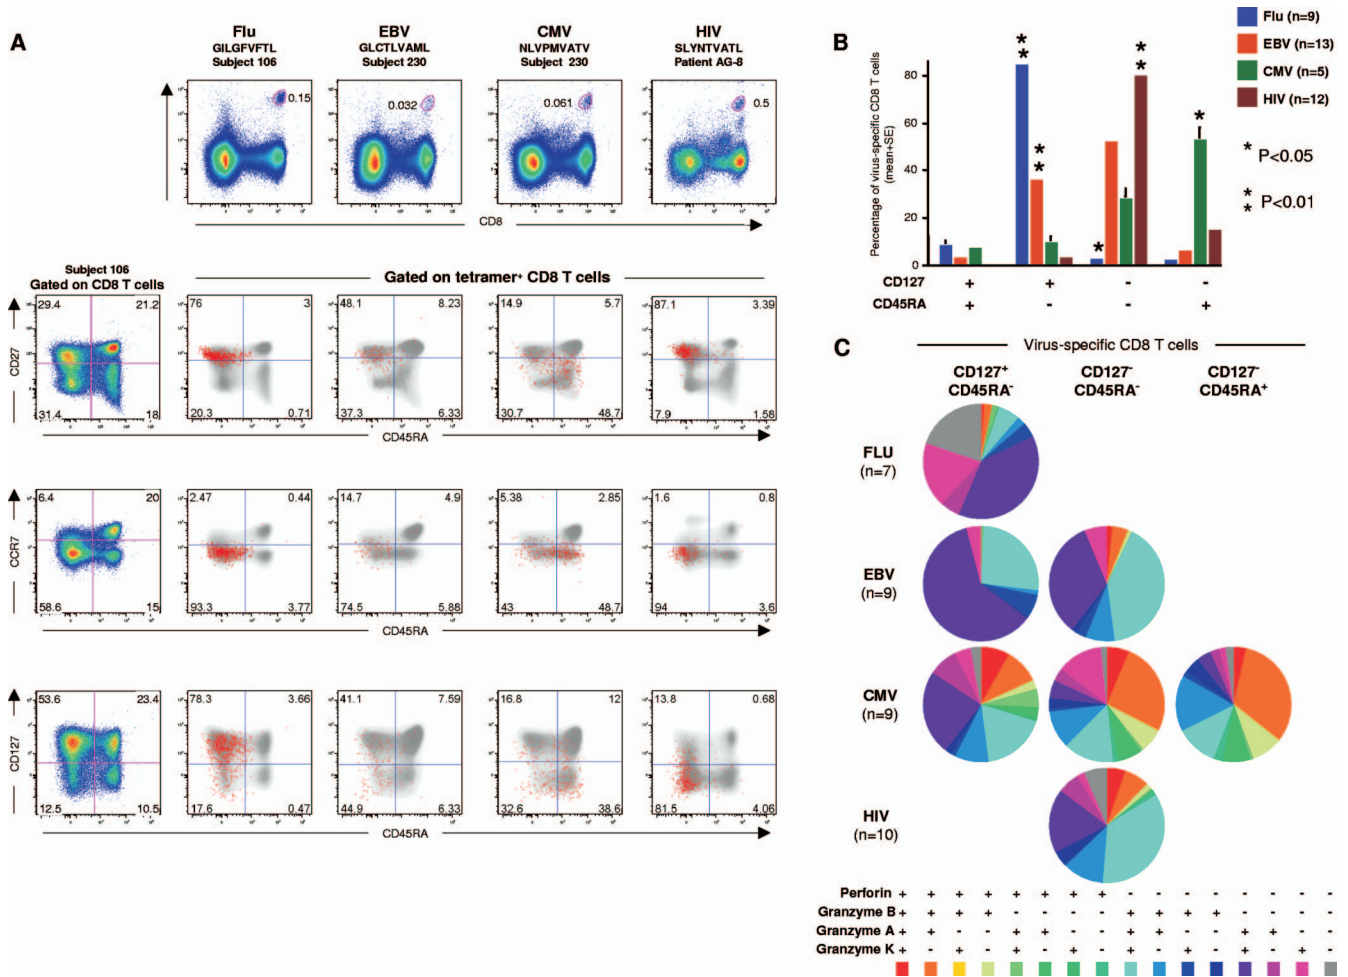 A
Flu
GILGFVFTL
Subject 106
EBV
GLCTLVAML
Subject 230
CMV
NLVPMVATV
Subject 230
HIV
SLYNTVATL
Patient AG-8
0.15
0.032
0.061
0.5
CD8
Subject 106
Gated on CD8 T cells
Gated on tetramer+ CD8 T cells
CD27
29.4 21.2
31.4 18
76 3
20.3 0.71
48.1 8.23
37.3 6.33
14.9 5.7
30.7 48.7
87.1 3.39
7.9 1.58
CD45RA
CCR7
6.4 20
58.6 15
2.47 0.44
93.3 3.77
14.7 4.9
74.5 5.88
5.38 2.85
43 48.7
1.6 0.8
94 3.6
CD45RA
CD127
53.6 23.4
12.5 10.5
78.3 3.66
17.6 0.47
41.1 7.59
44.9 6.33
16.8 12
32.6 38.6
13.8 0.68
81.5 4.06
CD45RA
B
Percentage of virus-specific CD8 T cells
(mean+SE)
80
60
40
20
0
* *
* *
*
* *
*
CD127 + + - -
CD45RA + - - +
Flu (n=9)
EBV (n=13)
CMV (n=5)
HIV (n=12)
* P<0.05
* * P<0.01
C
Virus-specific CD8 T cells
CD127+
CD45RA-
CD127-
CD45RA-
CD127-
CD45RA+
FLU
(n=7)
EBV
(n=9)
CMV
(n=9)
HIV
(n=10)
Perforin + + + + + + + + - - - - - - - -
Granzyme B + + + + - - - - + + + + - - - -
Granzyme A + + - - + + - - + + - - + + - -
Granzyme K + - + - + - + - + - + - + - + -